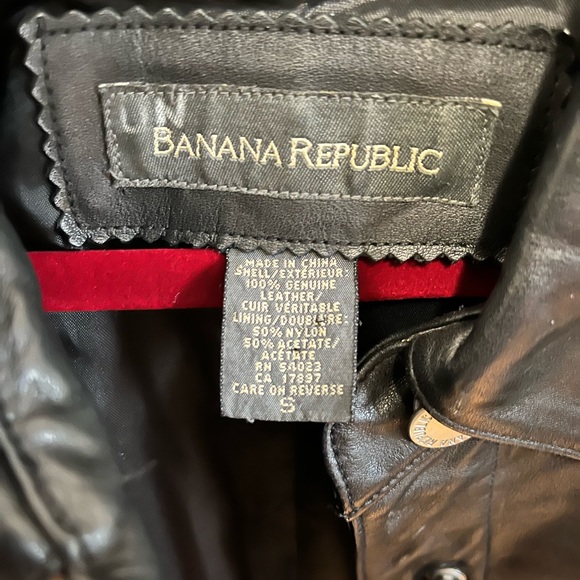 BANANA REPUBLIC
MADE IN CHINA
SHELL/EXTÉRIEUR:
100% GENUINE
LEATHER/
CUIR VÉRITABLE
LINING/DOUBLURE:
50% NYLON
50% ACETATE/
ACÉTATE
RN 54023
CA 17897
CARE ON REVERSE
S